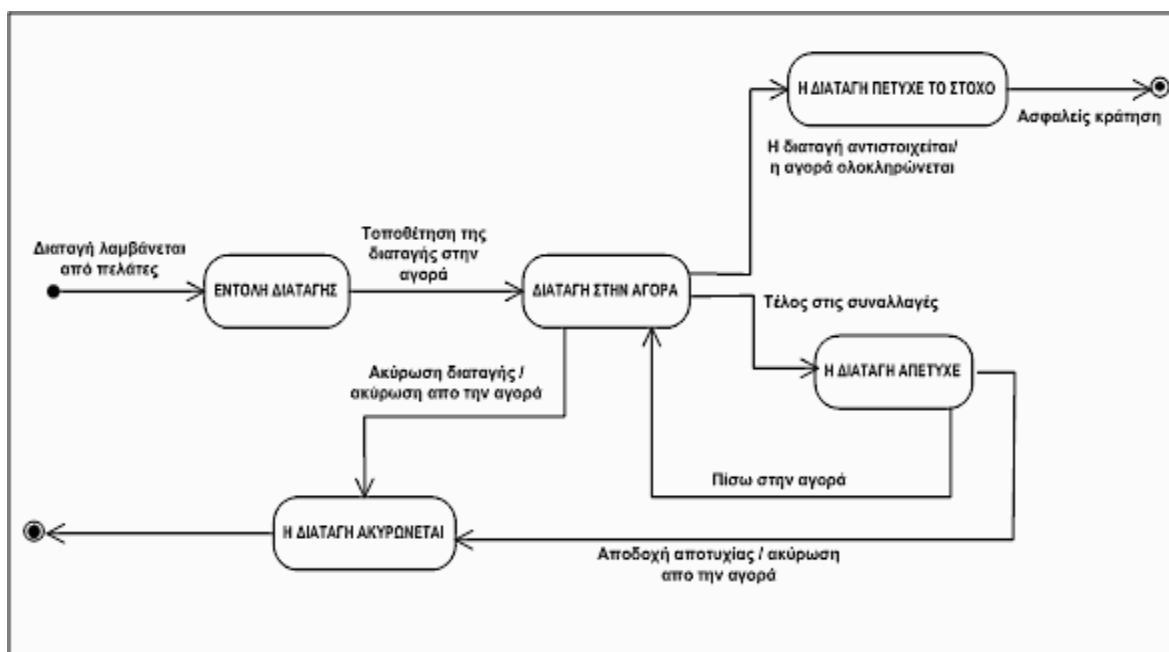 Η ΔΙΑΤΑΓΗ ΠΕΤΥΧΕ ΤΟ ΣΤΟΧΟ
Ασφαλείς κράτηση
Η διαταγή αντιστοιχείται/
η αγορά ολοκληρώνεται
Διαταγή λαμβάνεται
από πελάτες
ΕΝΤΟΛΗ ΔΙΑΤΑΓΗΣ
Τοποθέτηση της
διαταγής στην
αγορά
ΔΙΑΤΑΓΗ ΣΤΗΝ ΑΓΟΡΑ
Τέλος στις συναλλαγές
Η ΔΙΑΤΑΓΗ ΑΠΕΤΥΧΕ
Ακύρωση διαταγής /
ακύρωση απο την αγορά
Πίσω στην αγορά
Η ΔΙΑΤΑΓΗ ΑΚΥΡΩΝΕΤΑΙ
Αποδοχή αποτυχίας / ακύρωση
απο την αγορά